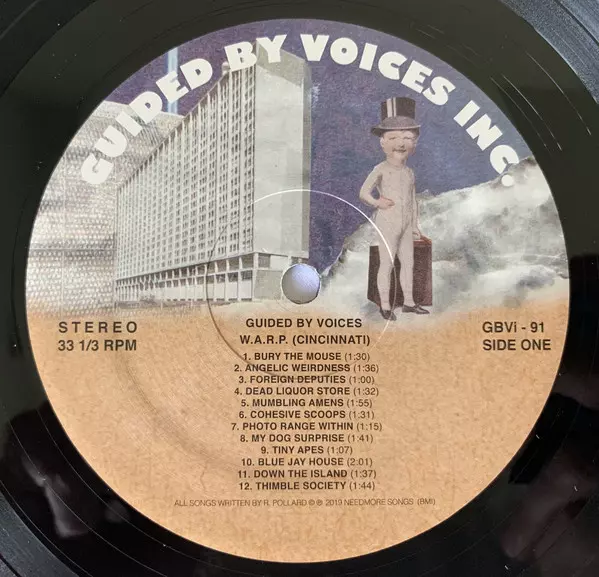 GUIDED BY VOICES INC.
STEREO
33 1/3 RPM
GBVi - 91
SIDE ONE
GUIDED BY VOICES
W.A.R.P. (CINCINNATI)
1. BURY THE MOUSE (1:30)
2. ANGELIC WEIRDNESS (1:36)
3. FOREIGN DEPUTIES (1:00)
4. DEAD LIQUOR STORE (1:32)
5. MUMBLING AMENS (1:55)
6. COHESIVE SCOOPS (1:31)
7. PHOTO RANGE WITHIN (1:15)
8. MY DOG SURPRISE (1:41)
9. TINY APES (1:07)
10. BLUE JAY HOUSE (2:01)
11. DOWN THE ISLAND (1:37)
12. THIMBLE SOCIETY (1:44)
ALL SONGS WRITTEN BY R. POLLARD © ℗ 2019 NEEDMORE SONGS (BMI)